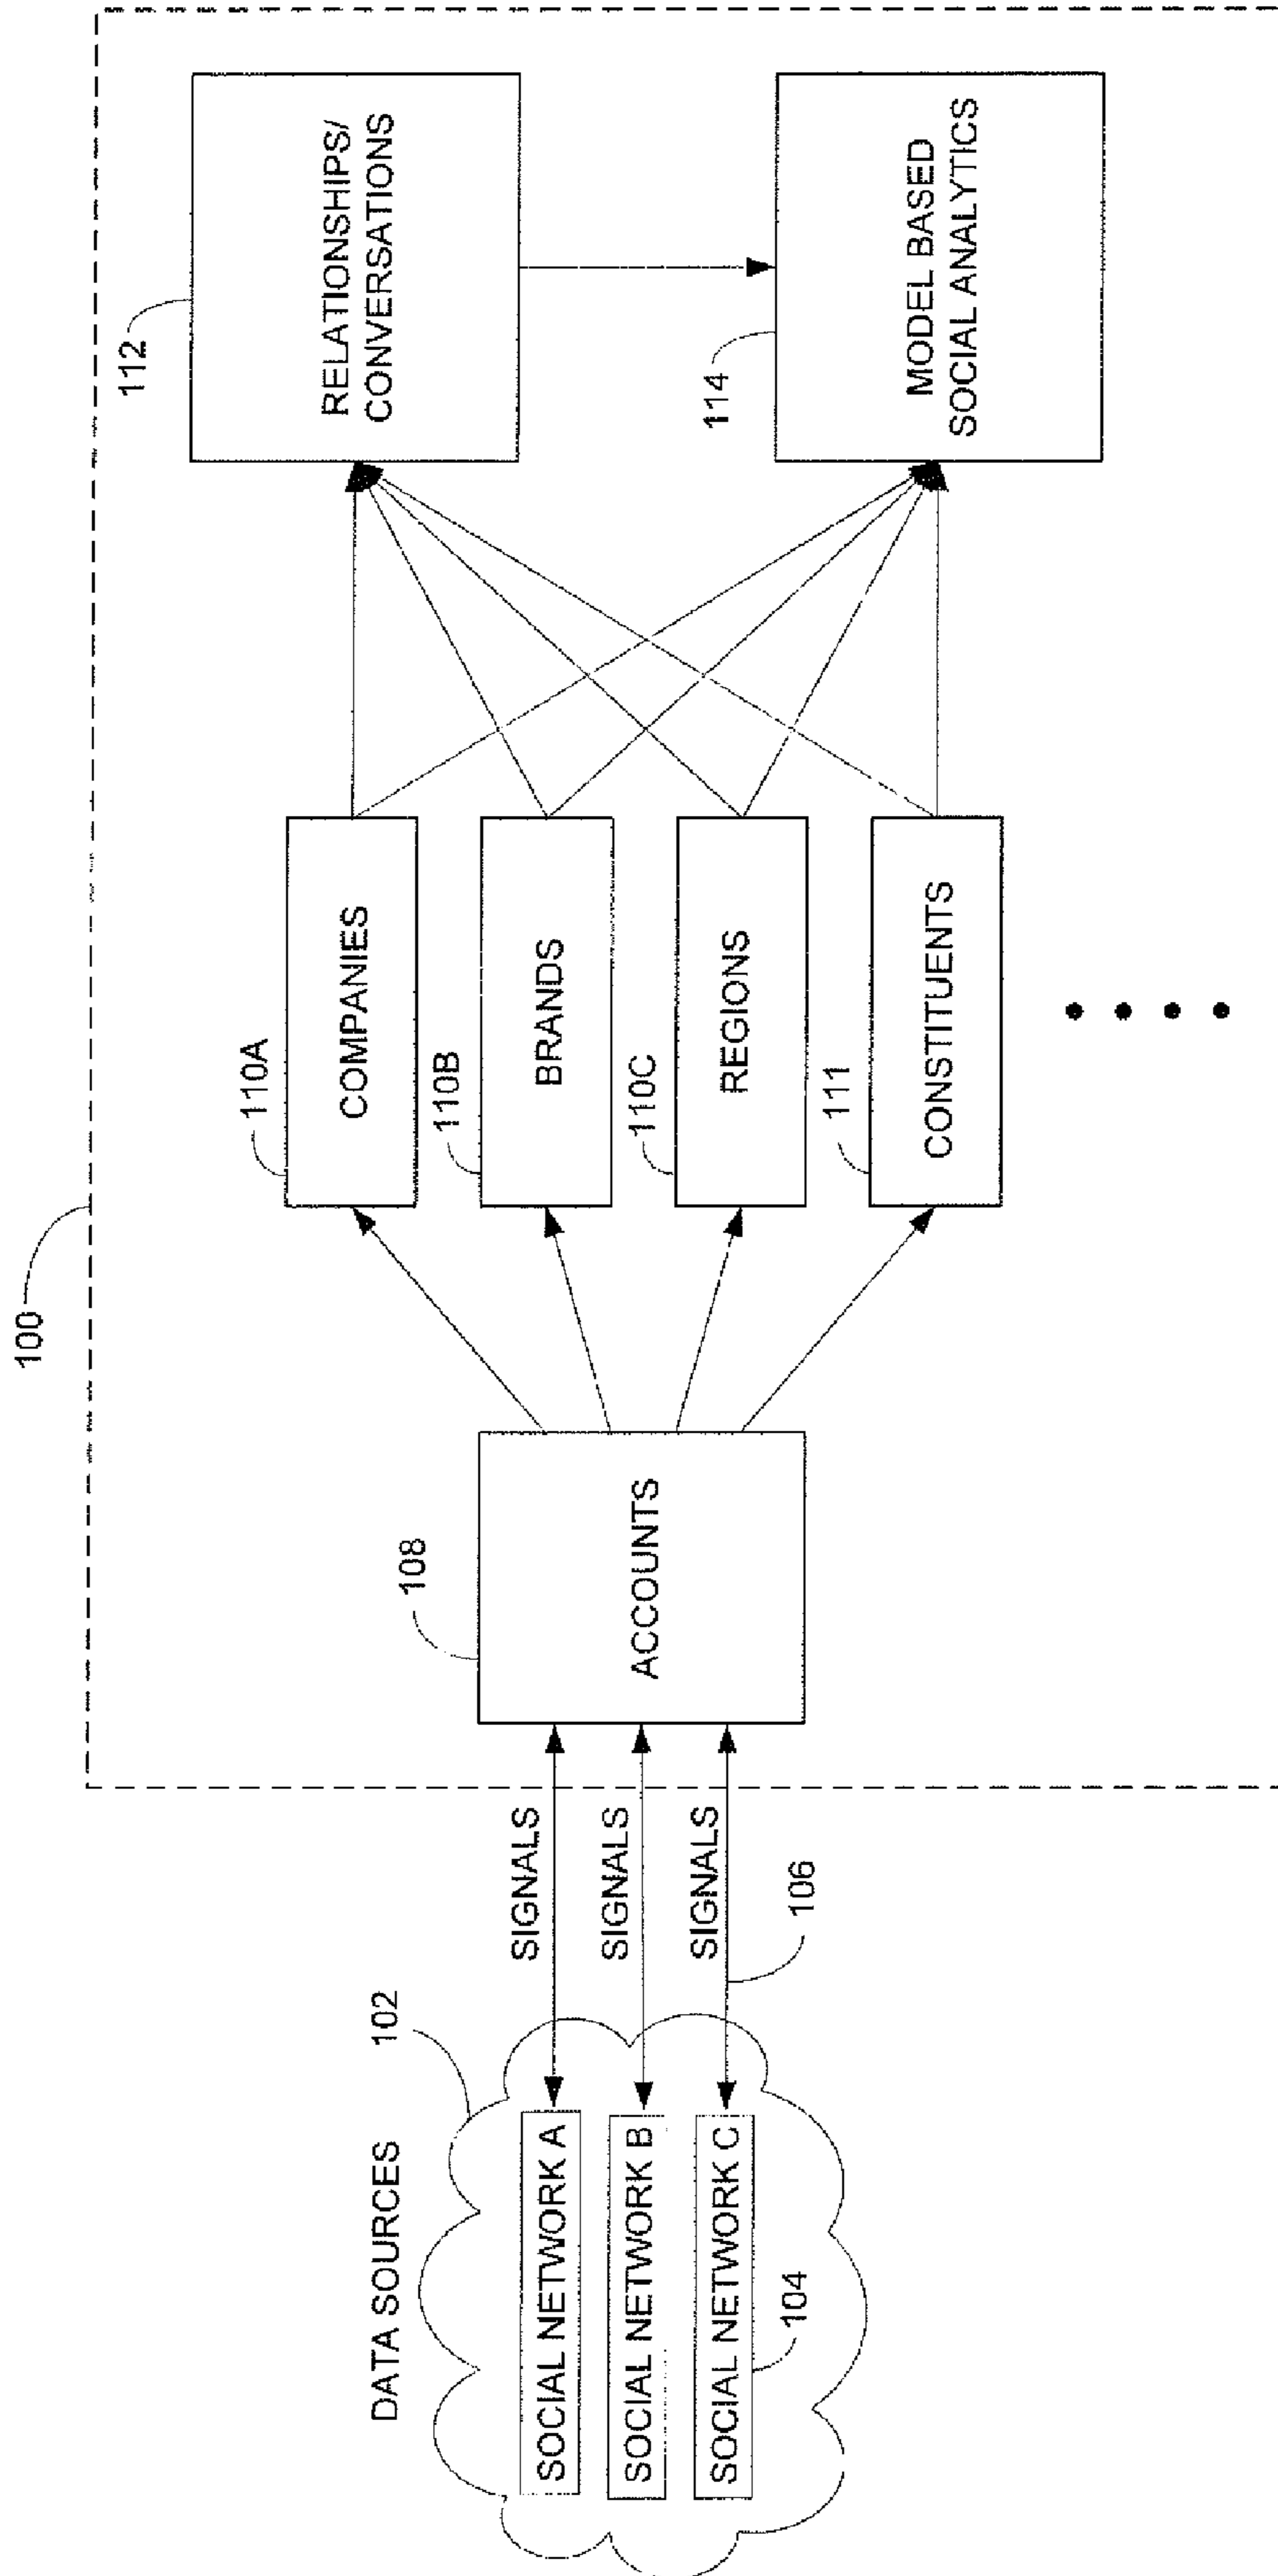 100
DATA SOURCES
102
SOCIAL NETWORK A
SOCIAL NETWORK B
SOCIAL NETWORK C
104
SIGNALS
SIGNALS
SIGNALS
106
108
ACCOUNTS
110A
COMPANIES
110B
BRANDS
110C
REGIONS
111
CONSTITUENTS
112
RELATIONSHIPS/
CONVERSATIONS
114
MODEL BASED
SOCIAL ANALYTICS